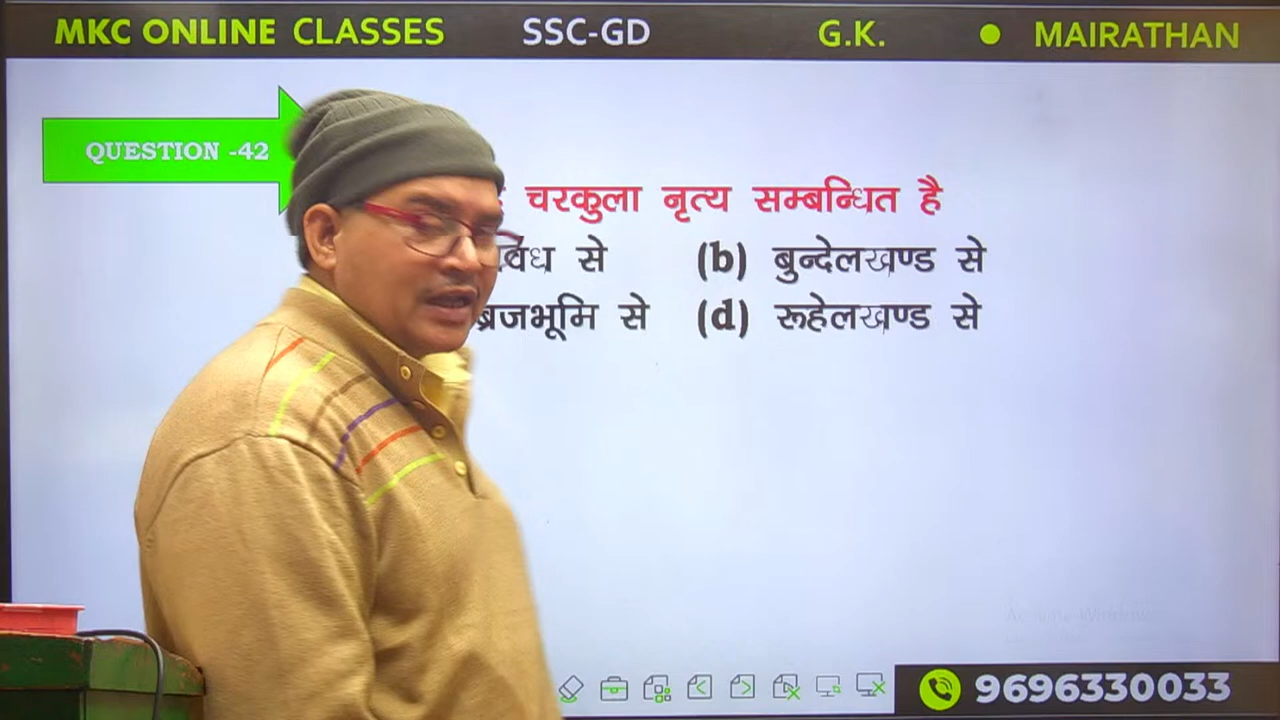 MKC ONLINE CLASSES SSC-GD G.K. MAIRATHAN
QUESTION -42
चरकुला नृत्य सम्बन्धित है
से (b) बुन्देलखण्ड से
ब्रजभूमि से (d) रूहेलखण्ड से
9696330033